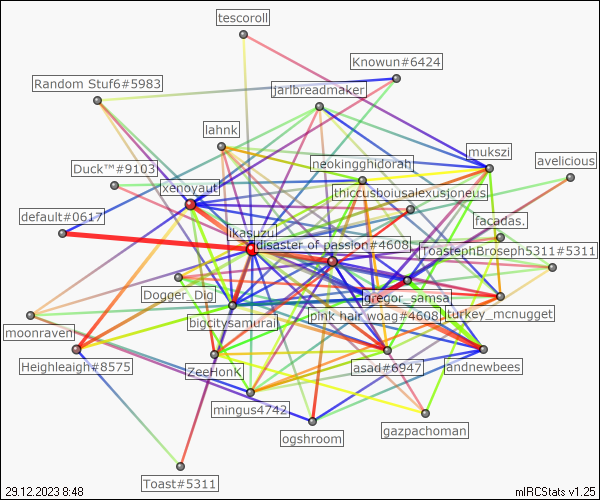 tescoroll
Knowun#6424
Random Stuf6#5983
jarlbreadmaker
lahnk
mukszi
neokingghidorah
avelicious
Duck™#9103
xenoyaut
thiccusboiusalexusjoneus
default#0617
facadas.
ikasuzu
disaster of passion#4608
ToastephBroseph5311#5311
Dogger_Dig
gregor_samsa
pink hair woag#4608
turkey_mcnugget
bigcitysamurai
moonraven
Heighleaigh#8575
ZeeHonK
asad#6947
andnewbees
mingus4742
gazpachoman
ogshroom
Toast#5311
29.12.2023 8:48
mIRCStats v1.25